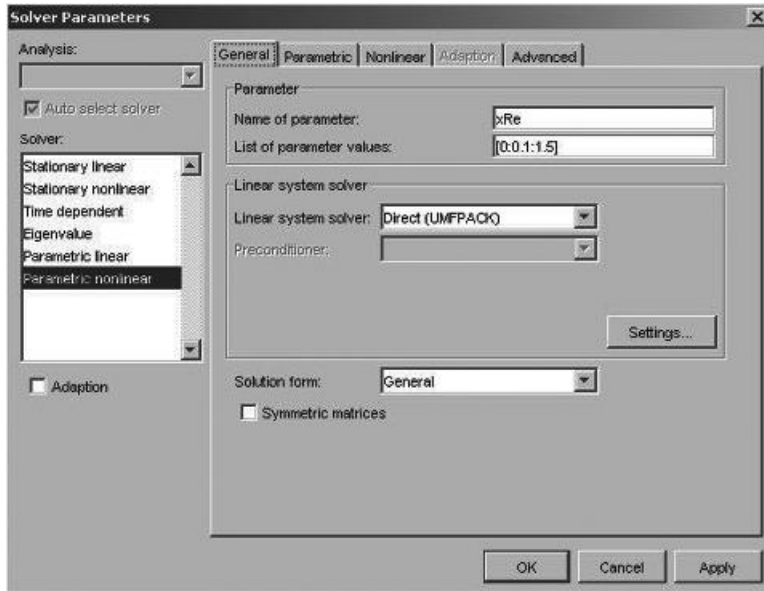 Solver Parameters
Analysis:
Auto select solver
Solver:
Stationary linear
Stationary nonlinear
Time dependent
Eigenvalue
Parametric linear
Parametric nonlinear
Adaption
General Parametric Nonlinear Adaption Advanced
Parameter
Name of parameter: xRe
List of parameter values: [0:0.1:1.5]
Linear system solver
Linear system solver: Direct (UMFPACK)
Preconditioner:
Settings...
Solution form: General
Symmetric matrices
OK Cancel Apply